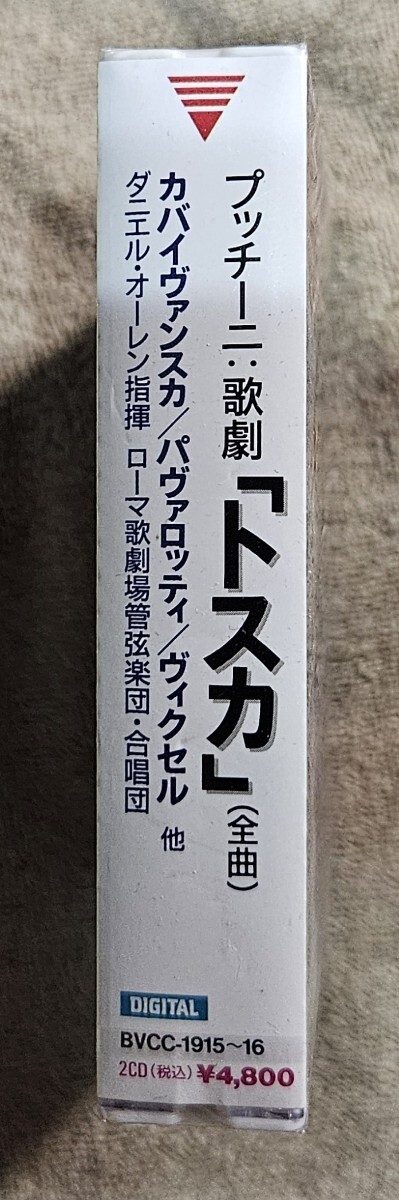 プッチーニ：歌劇「トスカ」（全曲）
カバイヴァンスカ／パヴァロッティ／ヴィクセル 他
ダニエル・オーレン指揮 ローマ歌劇場管弦楽団・合唱団
DIGITAL
BVCC-1915〜16
2CD（税込）¥4,800